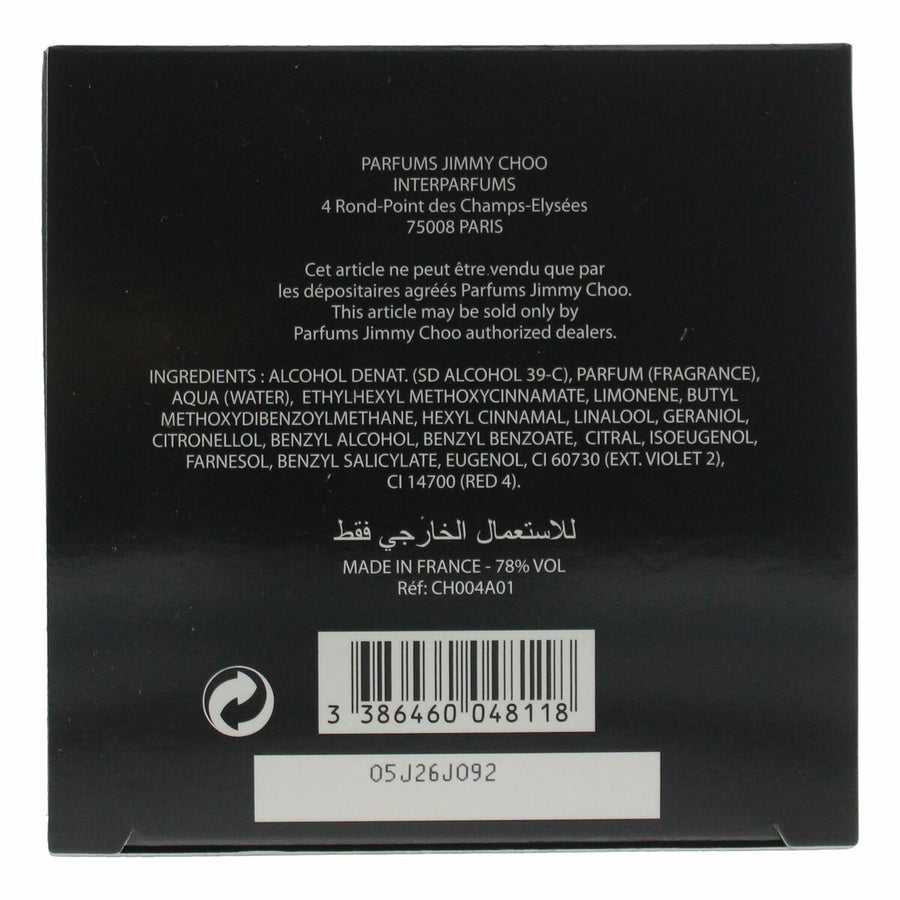 PARFUMS JIMMY CHOO
INTERPARFUMS
4 Rond-Point des Champs-Elysées
75008 PARIS
Cet article ne peut être vendu que par
les dépositaires agréés Parfums Jimmy Choo.
This article may be sold only by
Parfums Jimmy Choo authorized dealers.
INGREDIENTS : ALCOHOL DENAT. (SD ALCOHOL 39-C), PARFUM (FRAGRANCE),
AQUA (WATER), ETHYLHEXYL METHOXYCINNAMATE, LIMONENE, BUTYL
METHOXYDIBENZOYLMETHANE, HEXYL CINNAMAL, LINALOOL, GERANIOL,
CITRONELLOL, BENZYL ALCOHOL, BENZYL BENZOATE, CITRAL, ISOEUGENOL,
FARNESOL, BENZYL SALICYLATE, EUGENOL, CI 60730 (EXT. VIOLET 2),
CI 14700 (RED 4).
للاستعمال الخارجي فقط
MADE IN FRANCE - 78% VOL
Réf: CH004A01
3 386460 048118
05J26J092